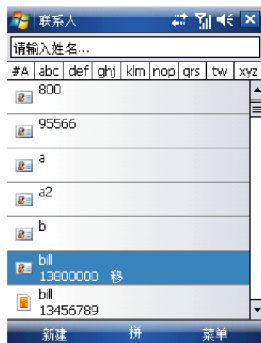 联系人
请输入姓名...
#A abc def ghj klm nop qrs tw xyz
800
95566
a
a2
b
bill
13800000 移
bill
13456789
新建 拼 菜单